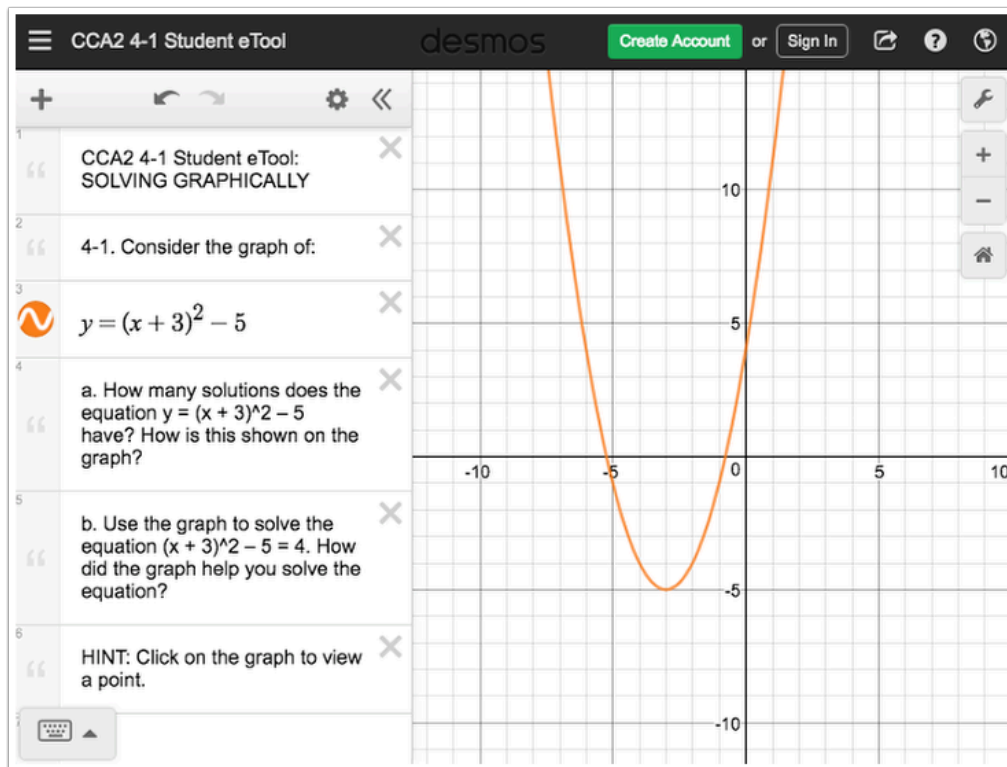 CCA2 4-1 Student eTool
desmos
Create Account
or
Sign In
1
CCA2 4-1 Student eTool:
SOLVING GRAPHICALLY
2
4-1. Consider the graph of:
3
y = (x + 3)² − 5
4
a. How many solutions does the
equation y = (x + 3)^2 – 5
have? How is this shown on the
graph?
5
b. Use the graph to solve the
equation (x + 3)^2 – 5 = 4. How
did the graph help you solve the
equation?
6
HINT: Click on the graph to view
a point.
10
5
-10
-5
0
5
10
-5
-10